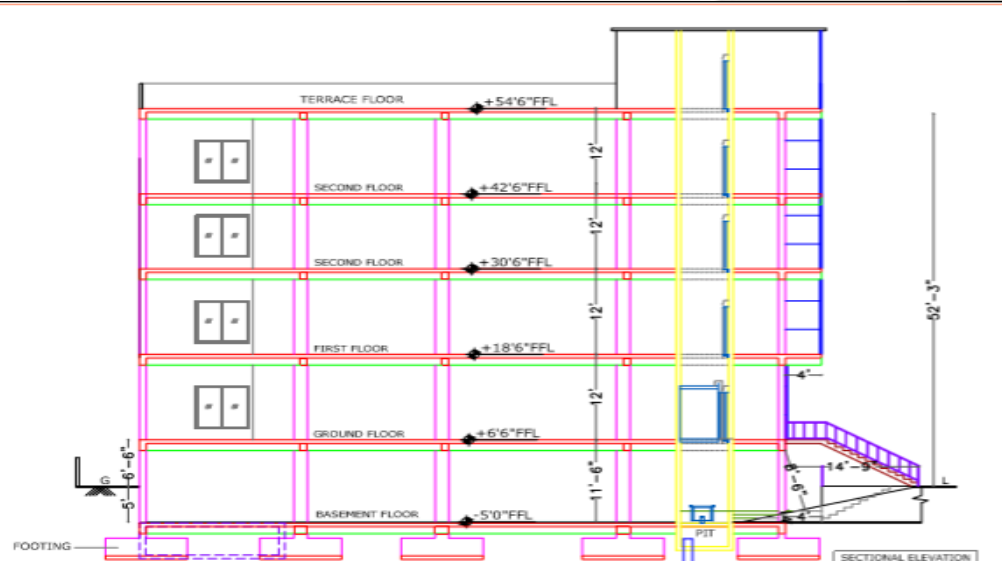 TERRACE FLOOR
+54'6"FFL
12'
SECOND FLOOR
+42'6"FFL
12'
SECOND FLOOR
+30'6"FFL
12'
52'-3"
FIRST FLOOR
+18'6"FFL
4'
12'
GROUND FLOOR
+6'6"FFL
6'-6"
14'-9"
G
L
5'
11'-6"
BASEMENT FLOOR
-5'0"FFL
4'
PIT
FOOTING
SECTIONAL ELEVATION